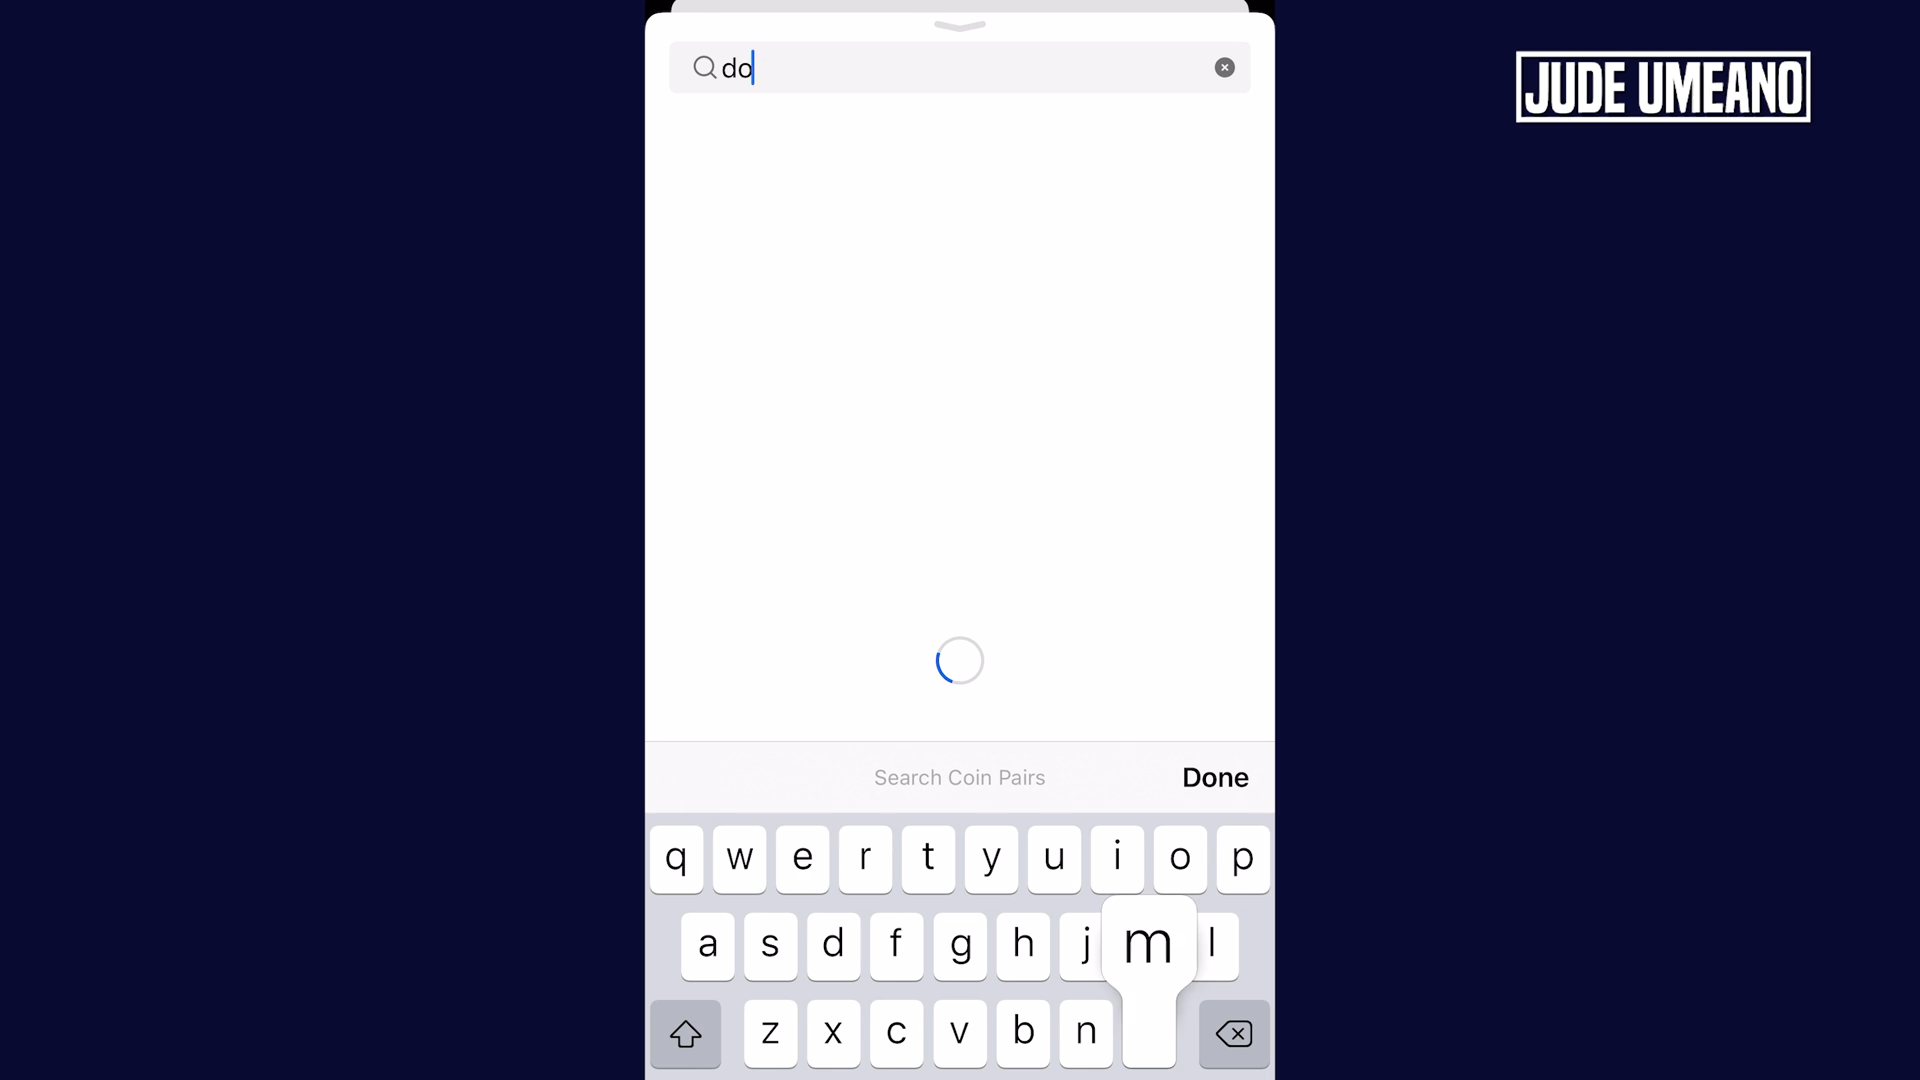 do
JUDE UMEANO
Search Coin Pairs
Done
q w e r t y u i o p
a s d f g h j m l
z x c v b n